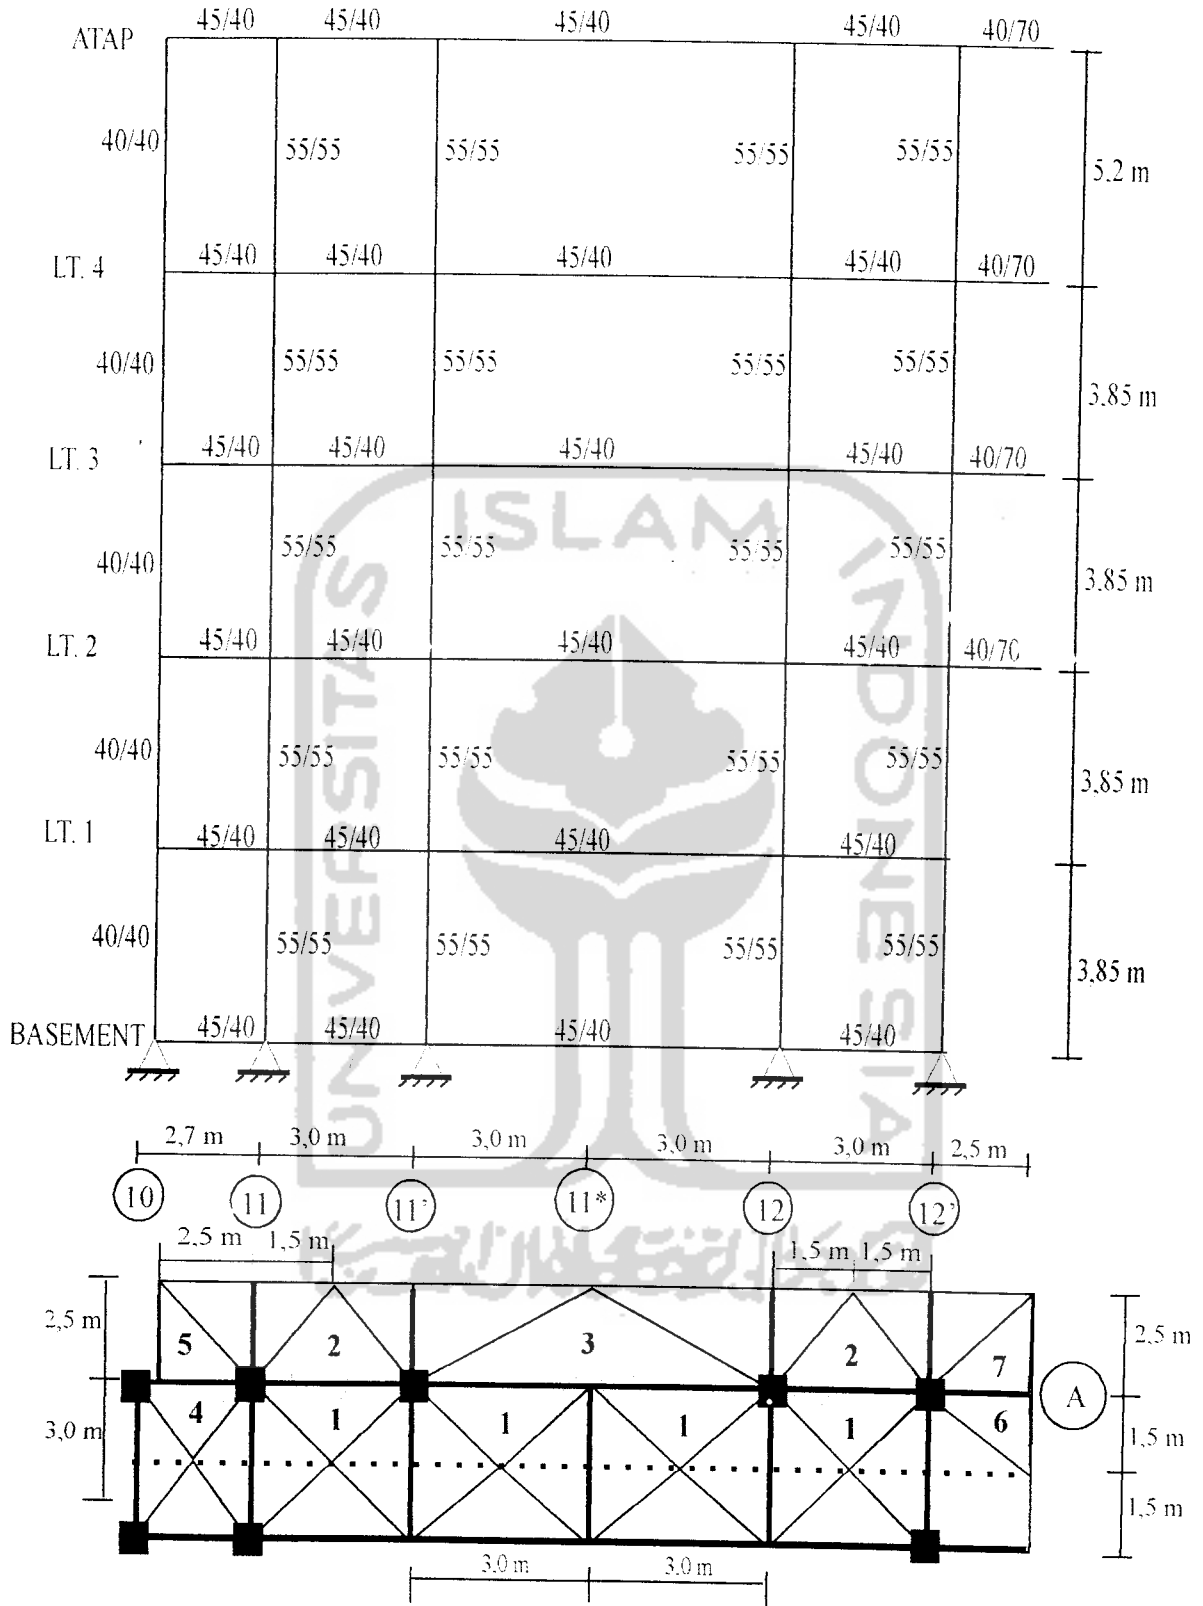 45/40 45/40 45/40 45/40 40/70
ATAP
40/40 55/55 55/55 55/55 55/55 5,2 m
LT. 4 45/40 45/40 45/40 45/40 40/70
40/40 55/55 55/55 55/55 55/55 3.85 m
LT. 3 45/40 45/40 45/40 45/40 40/70
ISLAM
UNIVERSITAS
INDONESIA
40/40 55/55 55/55 55/55 55/55 3.85 m
LT. 2 45/40 45/40 45/40 45/40 40/70
40/40 55/55 55/55 55/55 55/55 3,85 m
LT. 1 45/40 45/40 45/40 45/40
40/40 55/55 55/55 55/55 55/55 3,85 m
BASEMENT 45/40 45/40 45/40 45/40
2,7 m 3,0 m 3,0 m 3,0 m 3,0 m 2,5 m
10 11 11' 11* 12 12'
2,5 m 1,5 m 1,5 m 1,5 m
2,5 m 5 2 3 2 7 2,5 m
A
3,0 m 4 1 1 1 1 6 1,5 m
1,5 m
3,0 m 3,0 m